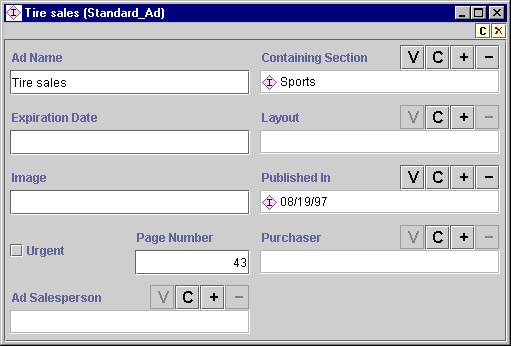 Tire sales (Standard_Ad)
C
Ad Name
Containing Section V C + −
Tire sales
I Sports
Expiration Date
Layout V C + −
Image
Published In V C + −
I 08/19/97
Urgent
Page Number
Purchaser V C + −
43
Ad Salesperson V C + −